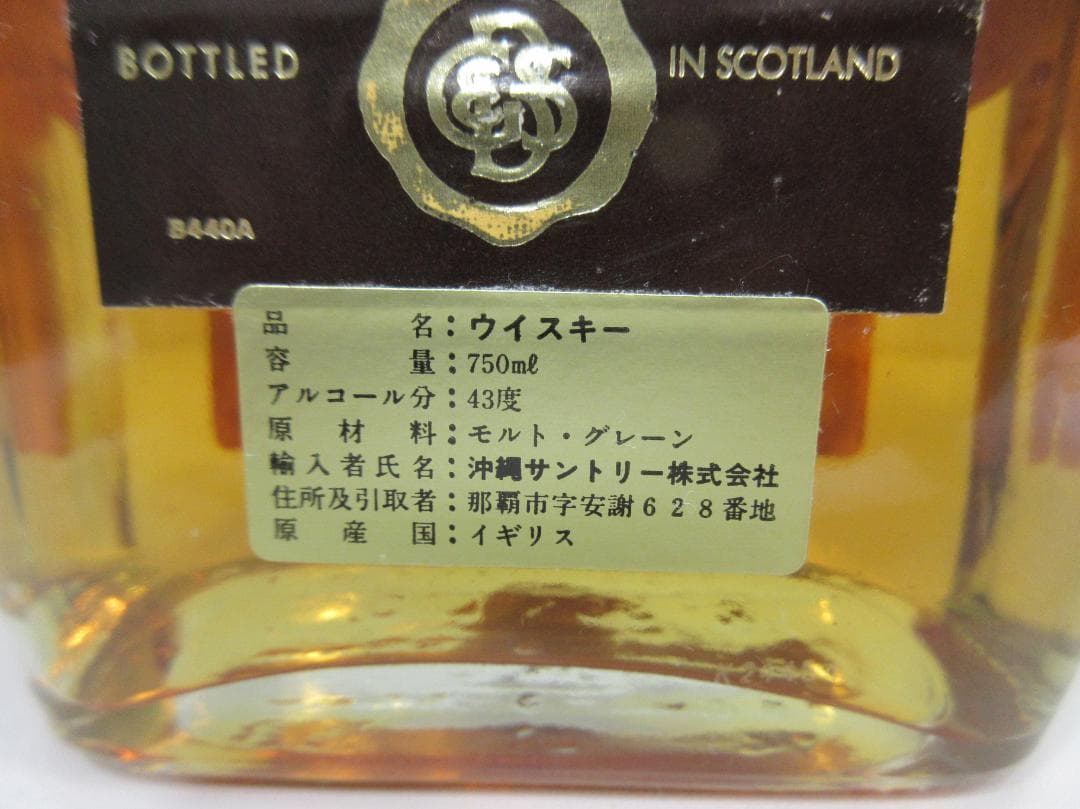 BOTTLED IN SCOTLAND
B440A
品名：ウイスキー
容量：750mℓ
アルコール分：43度
原材料：モルト・グレーン
輸入者氏名：沖縄サントリー株式会社
住所及引取者：那覇市字安謝628番地
原産国：イギリス